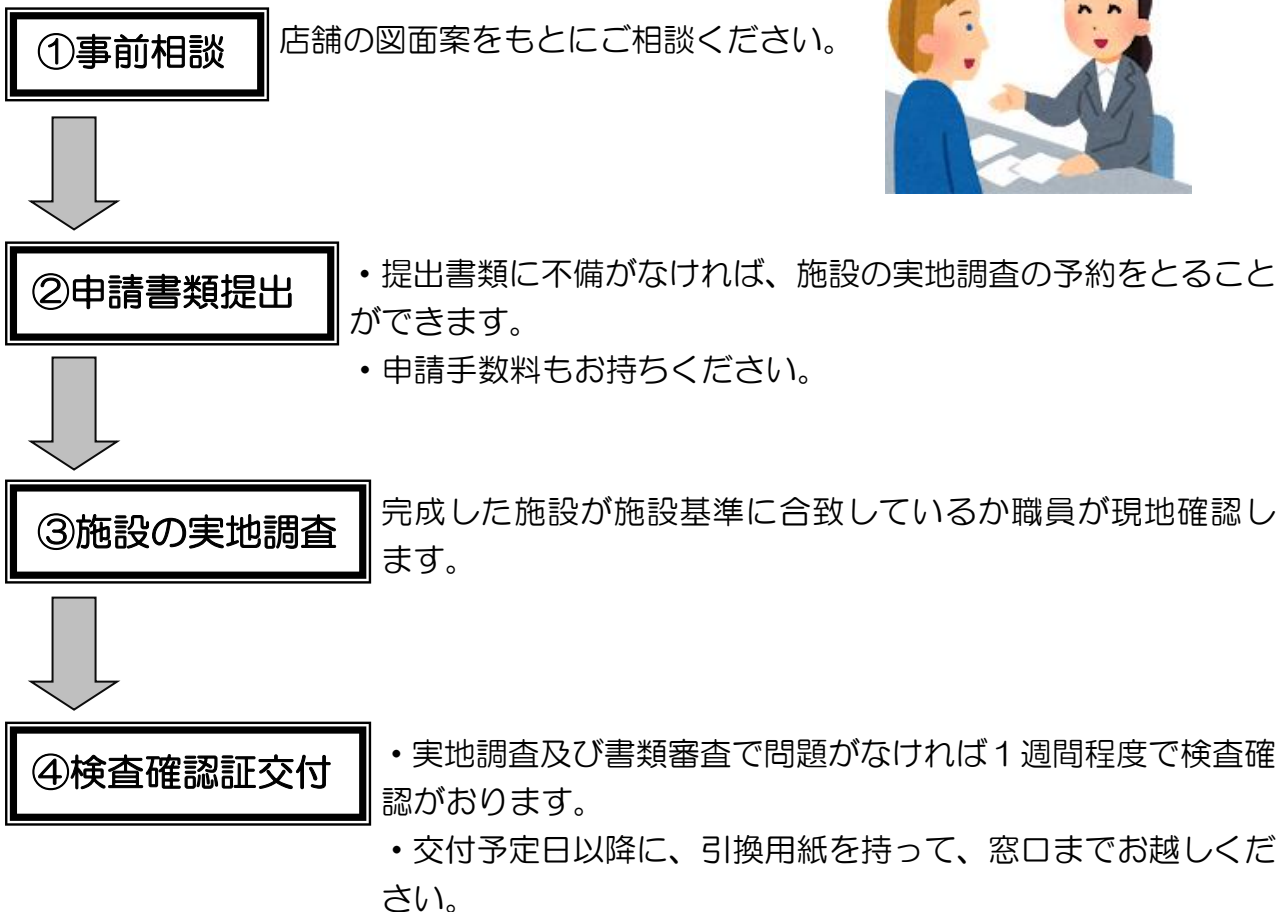 ①事前相談
店舗の図面案をもとにご相談ください。
②申請書類提出
・提出書類に不備がなければ、施設の実地調査の予約をとること
ができます。
・申請手数料もお持ちください。
③施設の実地調査
完成した施設が施設基準に合致しているか職員が現地確認し
ます。
④検査確認証交付
・実地調査及び書類審査で問題がなければ1週間程度で検査確
認がおります。
・交付予定日以降に、引換用紙を持って、窓口までお越しくだ
さい。